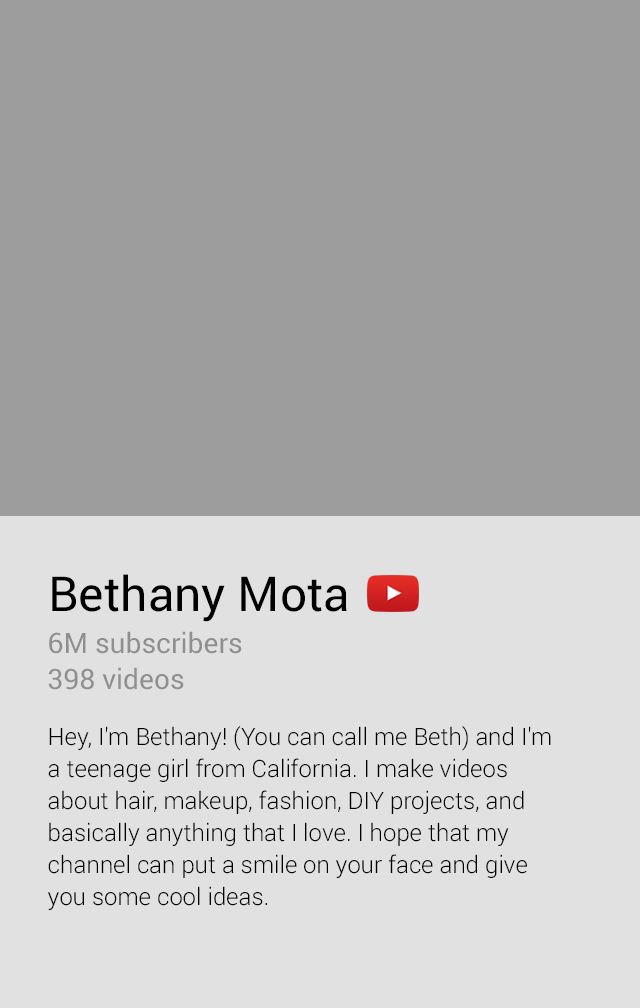 Bethany Mota
6M subscribers
398 videos
Hey, I'm Bethany! (You can call me Beth) and I'm
a teenage girl from California. I make videos
about hair, makeup, fashion, DIY projects, and
basically anything that I love. I hope that my
channel can put a smile on your face and give
you some cool ideas.